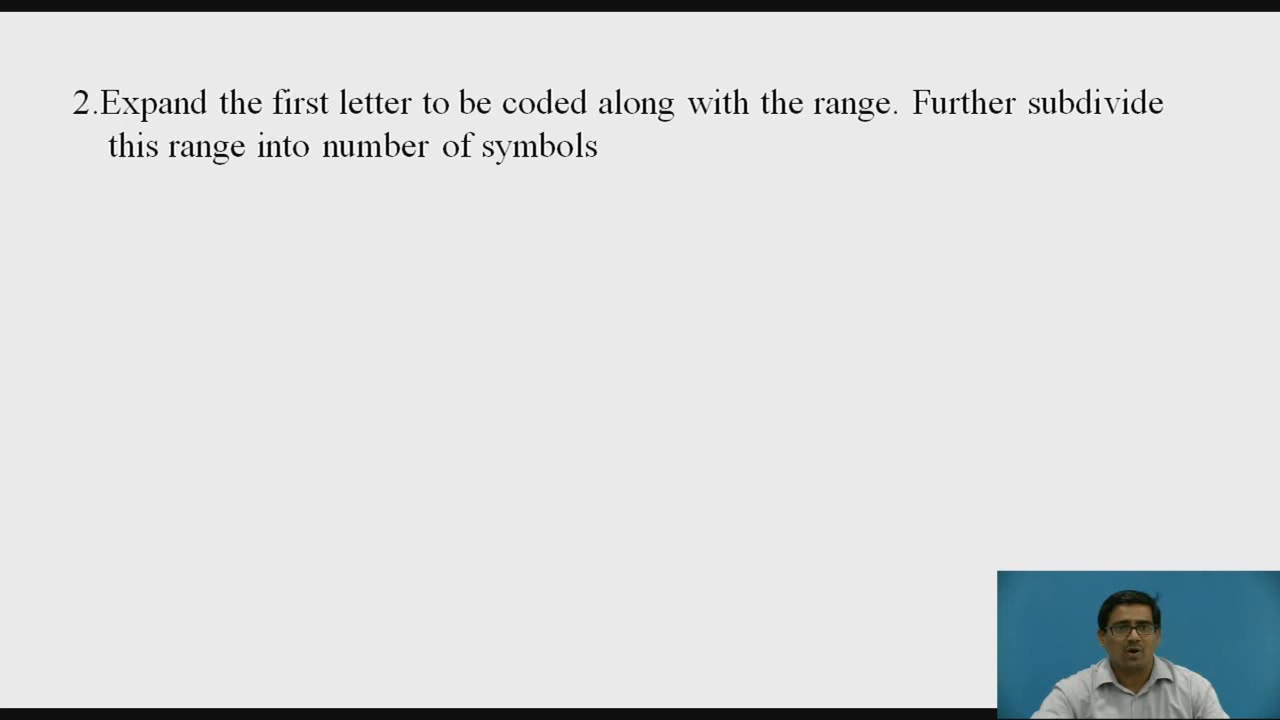 2.Expand the first letter to be coded along with the range. Further subdivide
this range into number of symbols